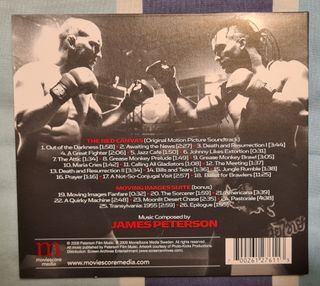 THE RED CANVAS (Original Motion Picture Soundtrack)
1. Out of the Darkness [1:58] • 2. Awaiting the News [2:27] • 3. Death and Resurrection I [3:44]
4. A Great Fighter [2:06] • 5. Jazz Café [1:50] • 6. Johnny Likes Extortion [0:31]
7. The Attic [1:34] • 8. Grease Monkey Prelude [1:49] • 9. Grease Monkey Brawl [3:05]
10. Maria Cries [1:42] • 11. Calling All Gladiators [1:08] • 12. The Meeting [1:37]
13. Death and Resurrection II [3:34] • 14. Bills and Tears [1:36] • 15. Jungle Rumble [1:38]
16. Prayer [1:16] • 17. A Not-So-Conjugal Visit [2:57] • 18. Ballet for Brawlers [11:25]
MOVING IMAGES SUITE (bonus)
19. Moving Images Fanfare [0:32] • 20. The Sorcerer [1:59] • 21. Americana [3:39]
22. A Quirky Machine [2:48] • 23. Moonlit Desert Chase [2:35] • 24. Pastorale [4:38]
25. Transylvania 1955 [2:51] • 26. Epilogue [1:56]
Music Composed by
JAMES PETERSON
m
moviescore
media
www.moviescoremedia.com